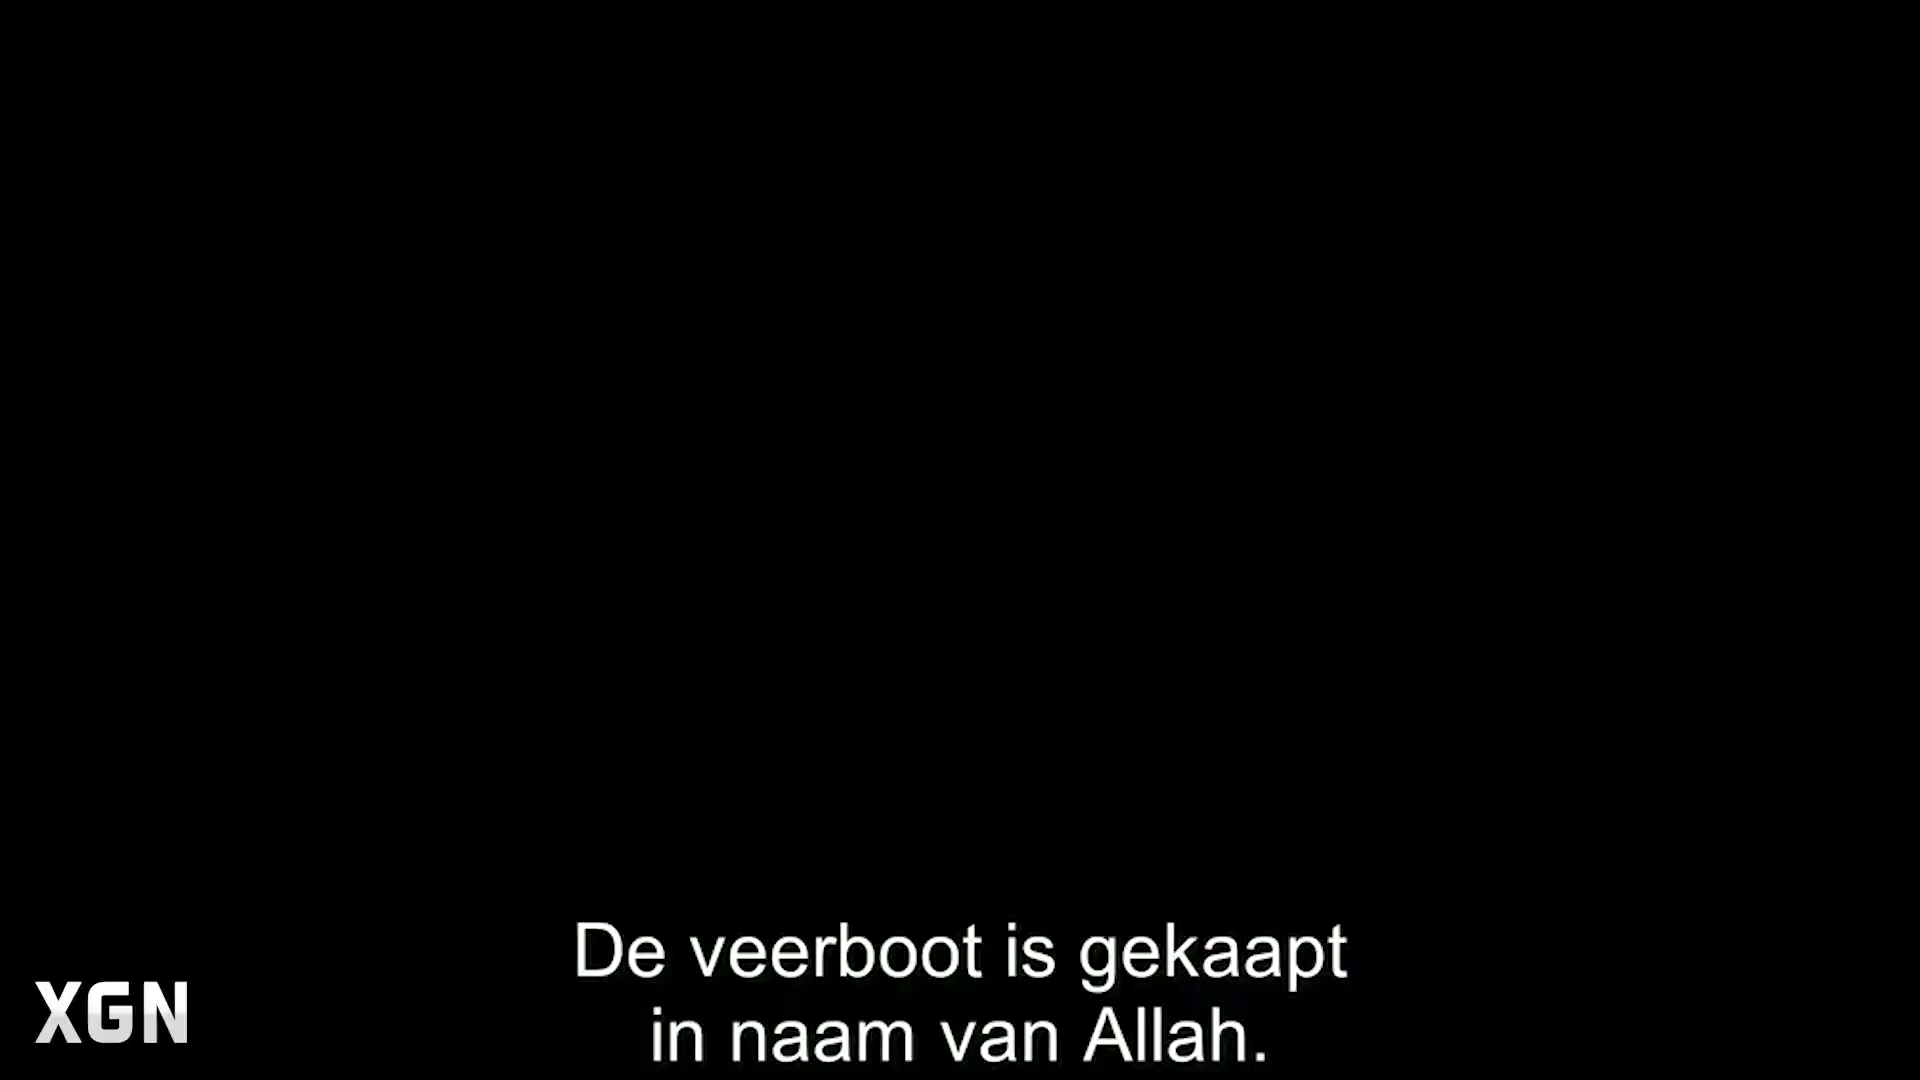 De veerboot is gekaapt
in naam van Allah.
XGN